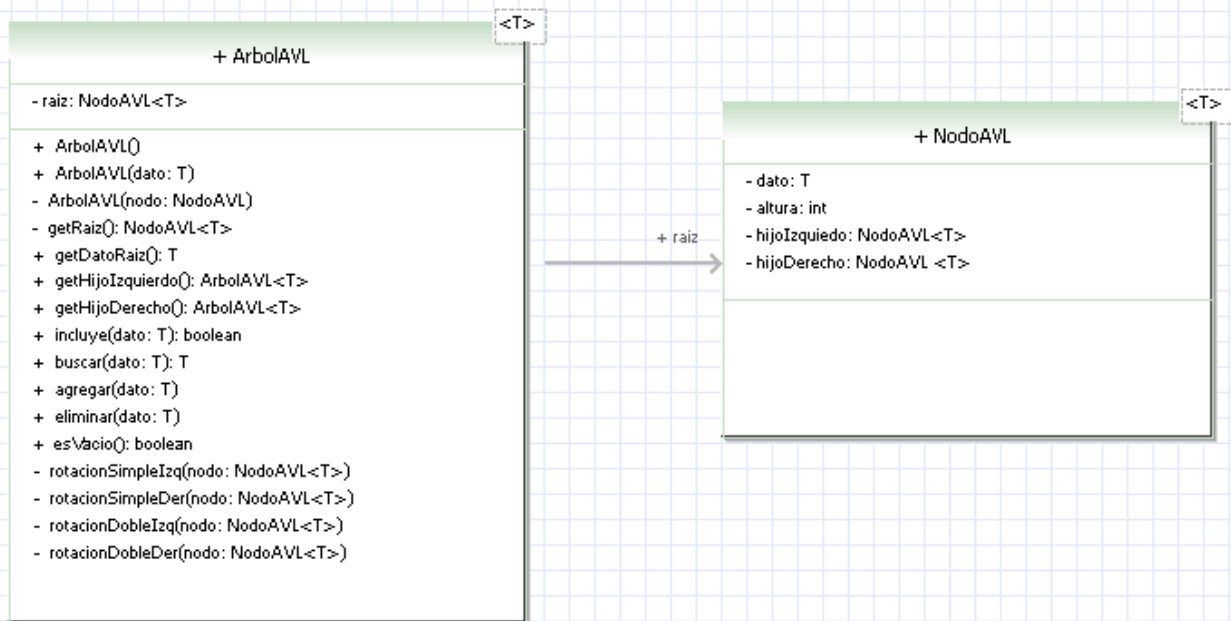 <T>
+ ArbolAVL
- raiz: NodoAVL<T>
+ ArbolAVL()
+ ArbolAVL(dato: T)
- ArbolAVL(nodo: NodoAVL)
- getRaiz(): NodoAVL<T>
+ getDatoRaiz(): T
+ getHijoIzquierdo(): ArbolAVL<T>
+ getHijoDerecho(): ArbolAVL<T>
+ incluye(dato: T): boolean
+ buscar(dato: T): T
+ agregar(dato: T)
+ eliminar(dato: T)
+ esVacio(): boolean
- rotacionSimpleIzq(nodo: NodoAVL<T>)
- rotacionSimpleDer(nodo: NodoAVL<T>)
- rotacionDobleIzq(nodo: NodoAVL<T>)
- rotacionDobleDer(nodo: NodoAVL<T>)
+ raiz
<T>
+ NodoAVL
- dato: T
- altura: int
- hijoIzquiedo: NodoAVL<T>
- hijoDerecho: NodoAVL <T>